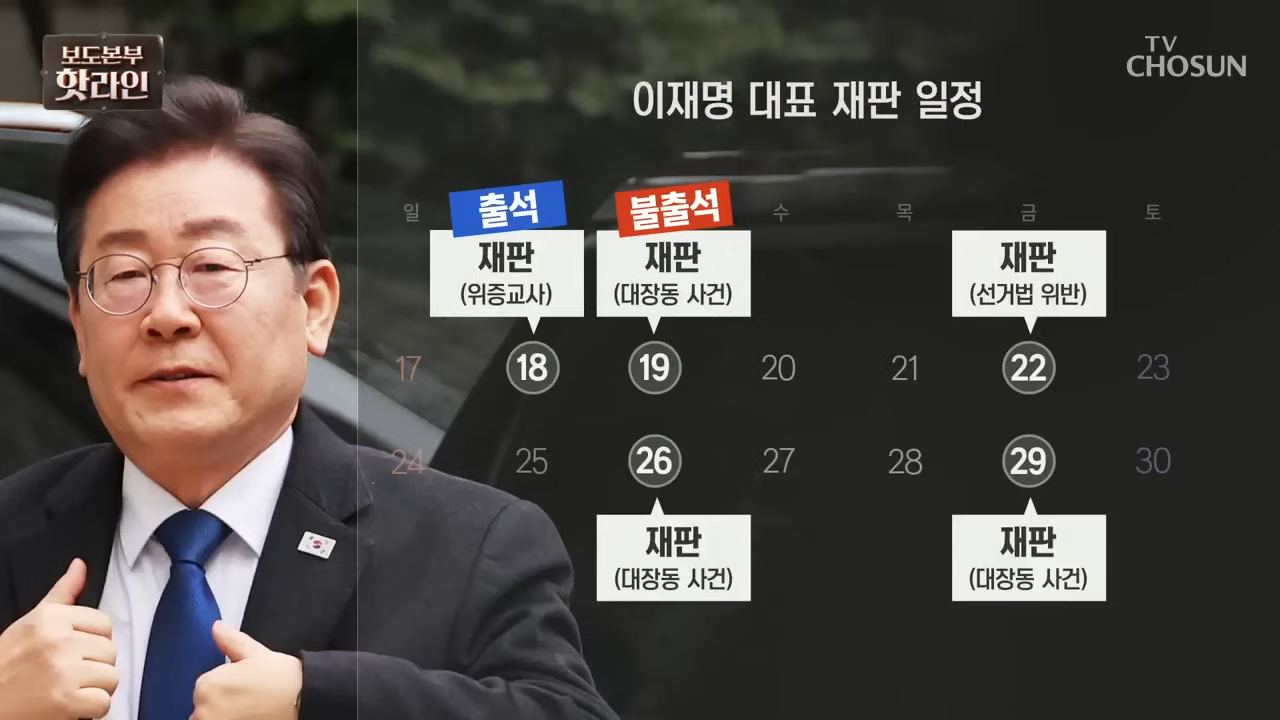 보도본부
핫라인
TV
CHOSUN
이재명 대표 재판 일정
일 출석 불출석 수 목 금 토
재판 재판 재판
(위증교사) (대장동 사건) (선거법 위반)
17 18 19 20 21 22 23
24 25 26 27 28 29 30
재판 재판
(대장동 사건) (대장동 사건)